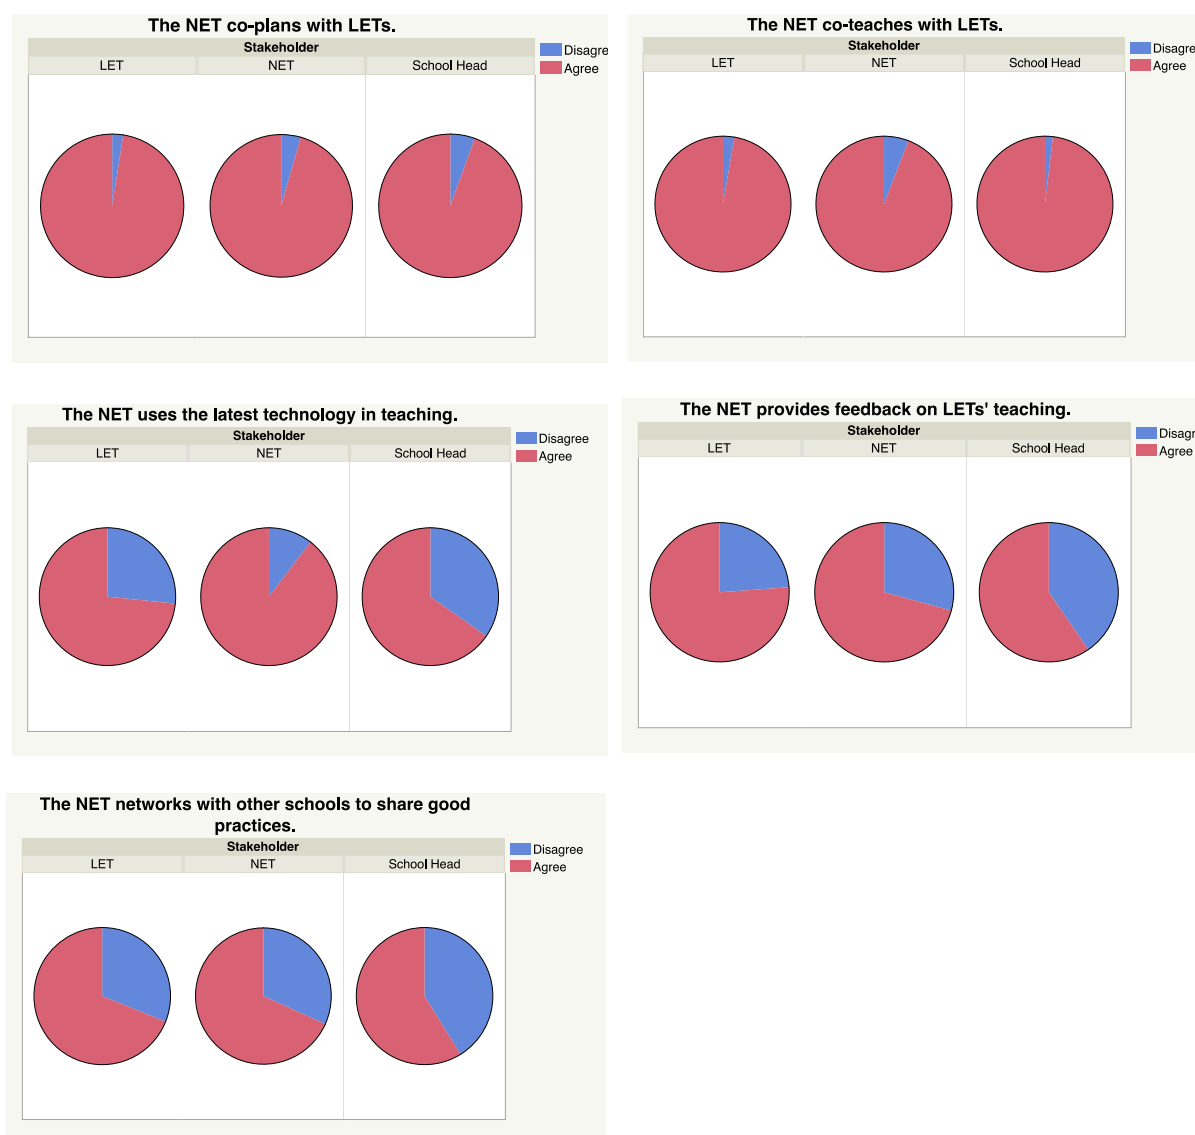 The NET co-plans with LETs.
Stakeholder
LET NET School Head
Disagre
Agree
The NET co-teaches with LETs.
Stakeholder
LET NET School Head
Disagre
Agree
The NET uses the latest technology in teaching.
Stakeholder
LET NET School Head
Disagree
Agree
The NET provides feedback on LETs' teaching.
Stakeholder
LET NET School Head
Disagr
Agree
The NET networks with other schools to share good
practices.
Stakeholder
LET NET School Head
Disagree
Agree